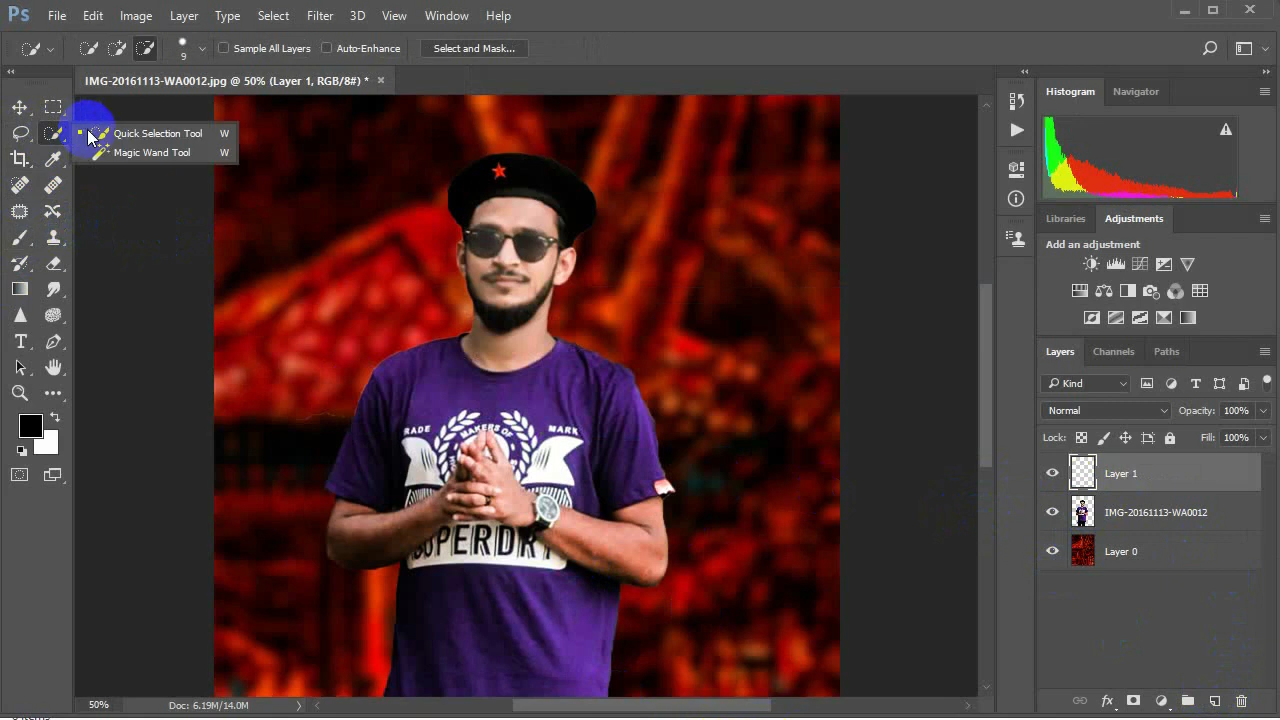 Ps File Edit Image Layer Type Select Filter 3D View Window Help
9 Sample All Layers Auto-Enhance Select and Mask...
IMG-20161113-WA0012.jpg @ 50% (Layer 1, RGB/8#) * ×
Quick Selection Tool W
Magic Wand Tool W
RADE MAKERS OF MARK
SUPERDRY
Histogram Navigator
Libraries Adjustments
Add an adjustment
Layers Channels Paths
Kind
Normal Opacity: 100%
Lock: Fill: 100%
Layer 1
IMG-20161113-WA0012
Layer 0
50% Doc: 6.19M/14.0M